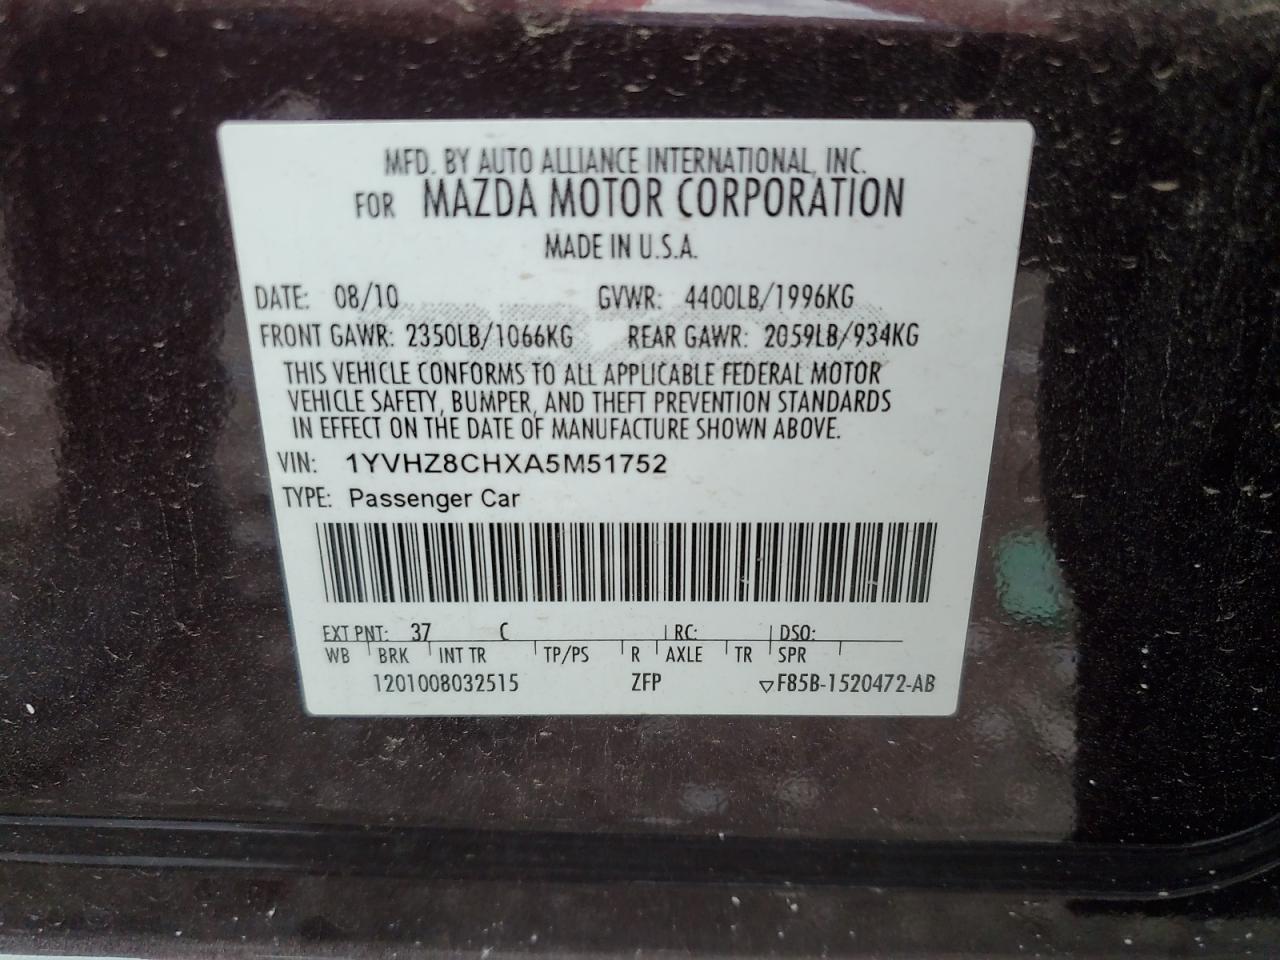 MFD. BY AUTO ALLIANCE INTERNATIONAL, INC.
FOR MAZDA MOTOR CORPORATION
MADE IN U.S.A.
DATE: 08/10 GVWR: 4400LB/1996KG
FRONT GAWR: 2350LB/1066KG REAR GAWR: 2059LB/934KG
THIS VEHICLE CONFORMS TO ALL APPLICABLE FEDERAL MOTOR
VEHICLE SAFETY, BUMPER, AND THEFT PREVENTION STANDARDS
IN EFFECT ON THE DATE OF MANUFACTURE SHOWN ABOVE.
VIN: 1YVHZ8CHXA5M51752
TYPE: Passenger Car
EXT PNT: 37 C RC: DSO:
WB BRK INT TR TP/PS R AXLE TR SPR
1201008032515 ZFP ▽F85B-1520472-AB